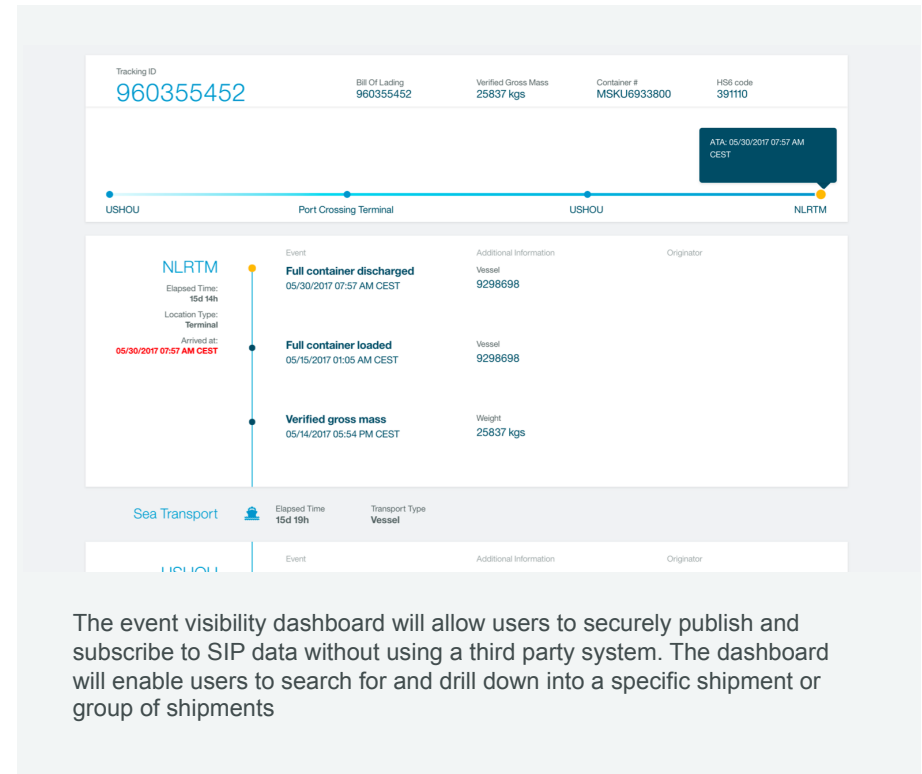 Tracking ID
960355452
Bill Of Lading
960355452
Verified Gross Mass
25837 kgs
Container #
MSKU6933800
HS6 code
391110
ATA: 05/30/2017 07:57 AM
CEST
USHOU
Port Crossing Terminal
USHOU
NLRTM
NLRTM
Elapsed Time:
15d 14h
Location Type:
Terminal
Arrived at:
05/30/2017 07:57 AM CEST
Event
Additional Information
Originator
Full container discharged
05/30/2017 07:57 AM CEST
Vessel
9298698
Full container loaded
05/15/2017 01:05 AM CEST
Vessel
9298698
Verified gross mass
05/14/2017 05:54 PM CEST
Weight
25837 kgs
Sea Transport
Elapsed Time
15d 19h
Transport Type
Vessel
USHOU
Event
Additional Information
Originator
The event visibility dashboard will allow users to securely publish and
subscribe to SIP data without using a third party system. The dashboard
will enable users to search for and drill down into a specific shipment or
group of shipments